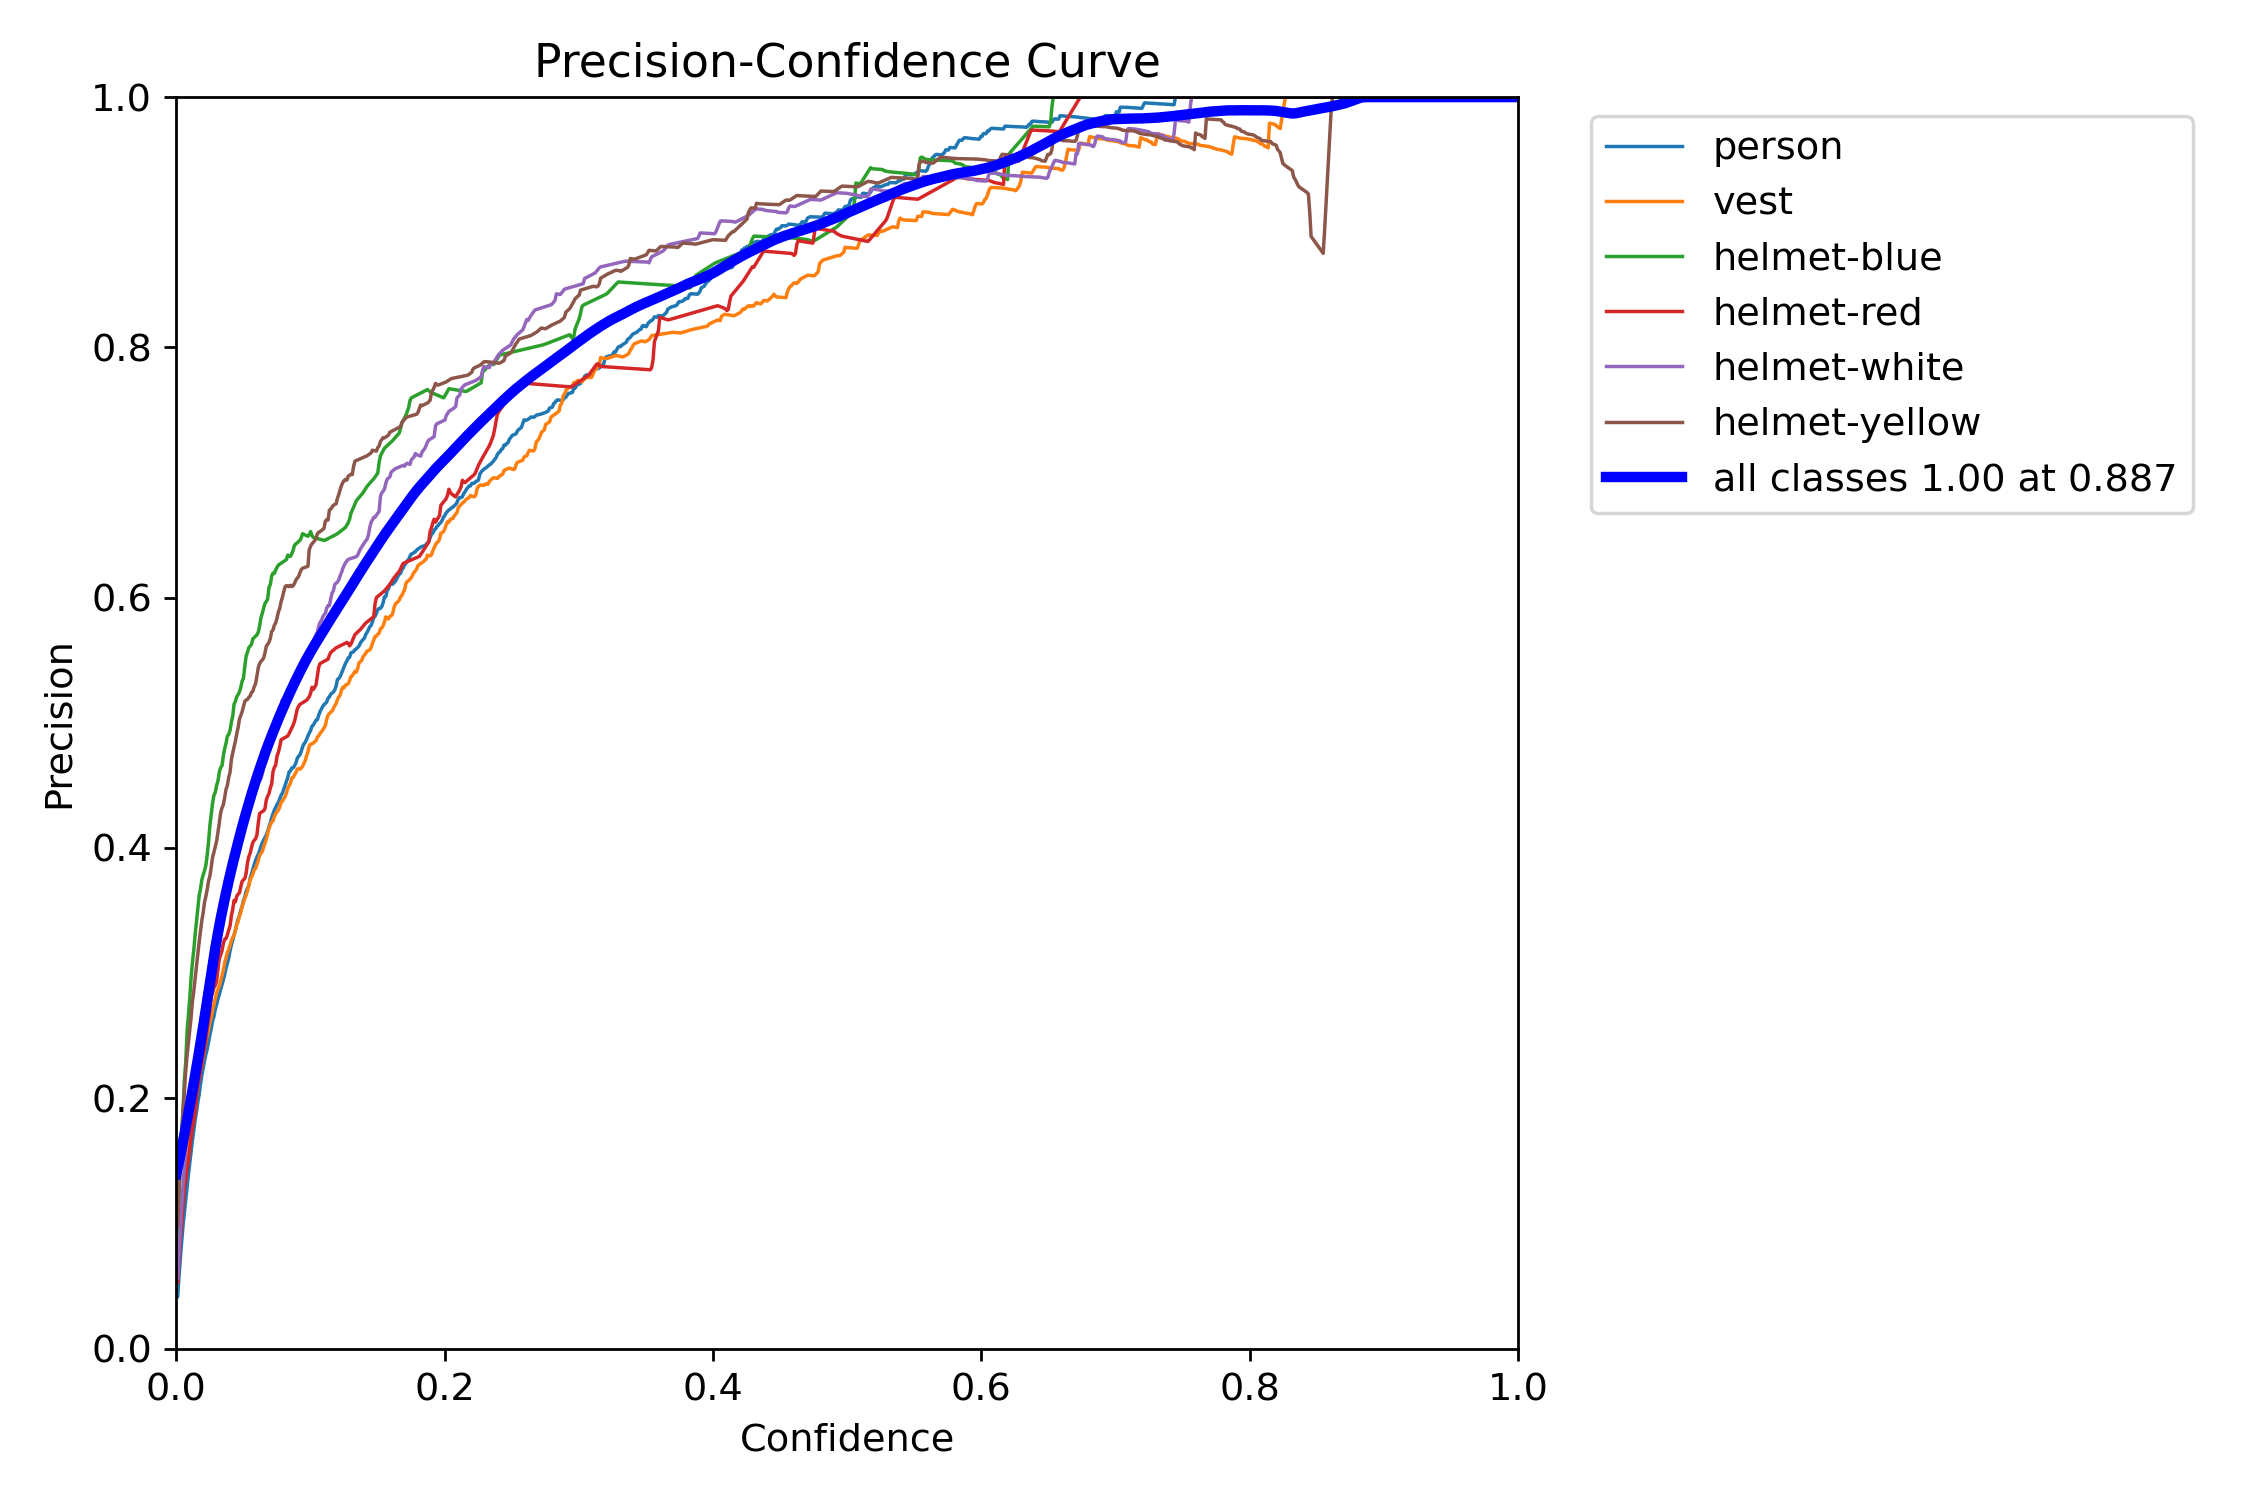 Precision-Confidence Curve
1.0
0.8
0.6
0.4
0.2
0.0
Precision
0.0 0.2 0.4 0.6 0.8 1.0
Confidence
person
vest
helmet-blue
helmet-red
helmet-white
helmet-yellow
all classes 1.00 at 0.887